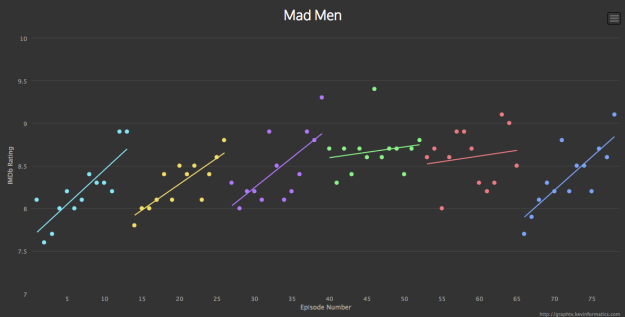 Mad Men
10
9.5
9
8.5
8
7.5
7
IMDb Rating
5 10 15 20 25 30 35 40 45 50 55 60 65 70 75
Episode Number
http://graphtv.kevinformatics.com